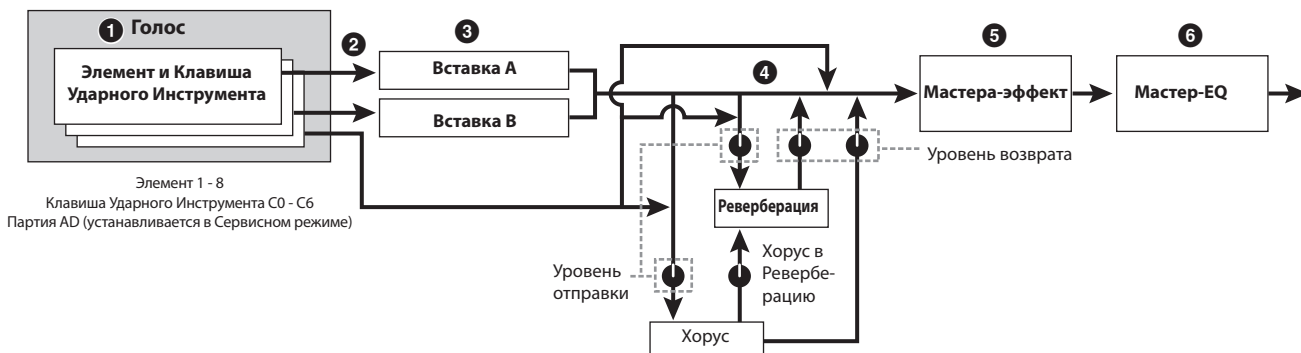 1 Голос
Элемент и Клавиша
Ударного Инструмента
2
3
Вставка A
Вставка B
Элемент 1 - 8
Клавиша Ударного Инструмента C0 - C6
Партия AD (устанавливается в Сервисном режиме)
4
5
Мастера-эффект
6
Мастер-EQ
Уровень возврата
Реверберация
Хорус в
Ревербе-
рацию
Уровень
отправки
Хорус